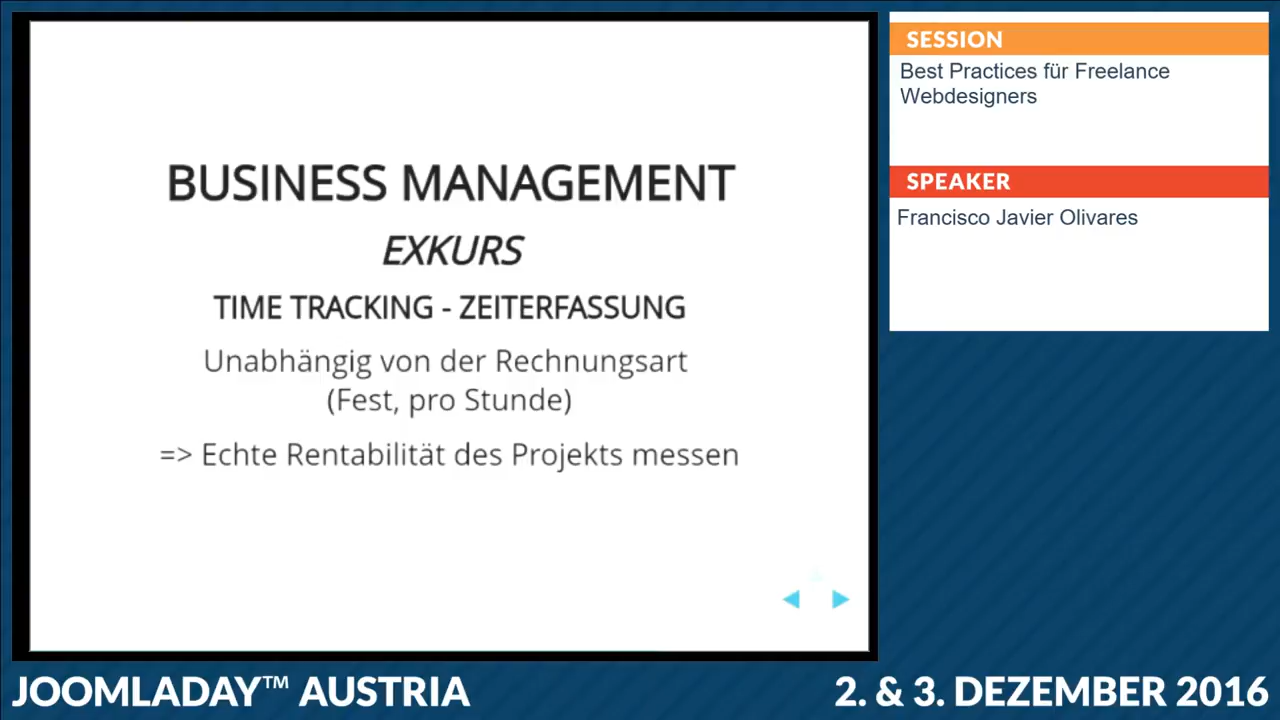 BUSINESS MANAGEMENT
EXKURS
TIME TRACKING - ZEITERFASSUNG
Unabhängig von der Rechnungsart
(Fest, pro Stunde)
=> Echte Rentabilität des Projekts messen
SESSION
Best Practices für Freelance
Webdesigners
SPEAKER
Francisco Javier Olivares
JOOMLADAY™ AUSTRIA
2. & 3. DEZEMBER 2016